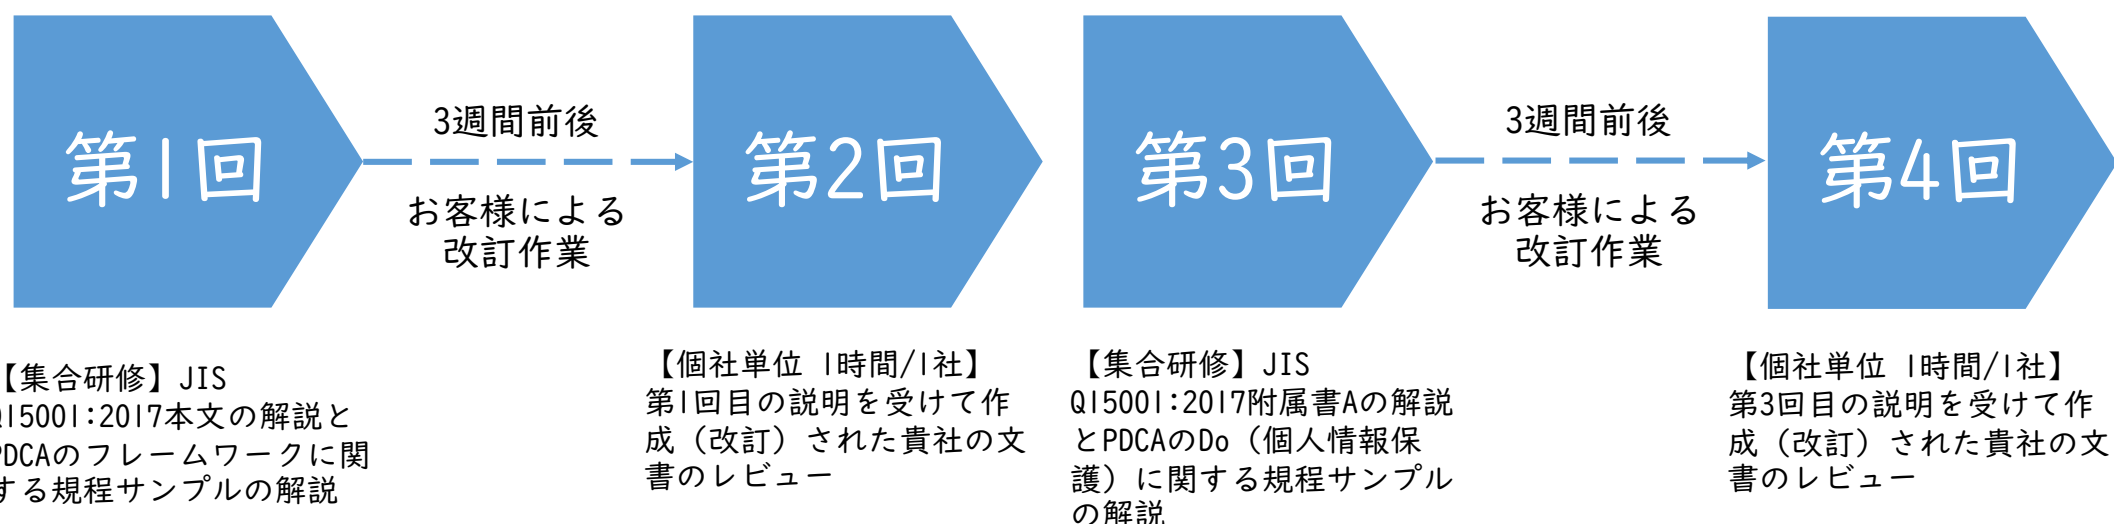 第1回
3週間前後
お客様による
改訂作業
第2回
第3回
3週間前後
お客様による
改訂作業
第4回
【集合研修】JIS
Q15001:2017本文の解説と
PDCAのフレームワークに関
する規程サンプルの解説
【個社単位 1時間/1社】
第1回目の説明を受けて作
成（改訂）された貴社の文
書のレビュー
【集合研修】JIS
Q15001:2017附属書Aの解説
とPDCAのDo（個人情報保
護）に関する規程サンプル
の解説
【個社単位 1時間/1社】
第3回目の説明を受けて作
成（改訂）された貴社の文
書のレビュー